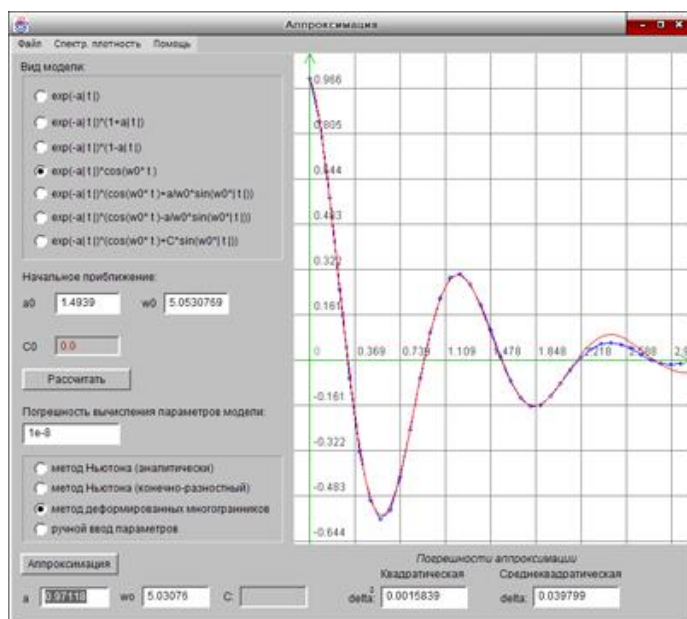 Аппроксимация
Файл Спектр. плотность Помощь
Вид модели:
exp(-a|t|)
exp(-a|t|)*(1+a|t|)
exp(-a|t|)*(1-a|t|)
exp(-a|t|)*cos(w0*t)
exp(-a|t|)*(cos(w0*t)+a/w0*sin(w0*|t|))
exp(-a|t|)*(cos(w0*t)-a/w0*sin(w0*|t|))
exp(-a|t|)*(cos(w0*t)+C*sin(w0*|t|))
Начальное приближение:
a0 1.4939 w0 5.0530769
C0 0.0
Рассчитать
Погрешность вычисления параметров модели:
1e-8
метод Ньютона (аналитически)
метод Ньютона (конечно-разностный)
метод деформированных многогранников
ручной ввод параметров
Аппроксимация
a 0.97118 wo 5.03076 C:
0.966
0.805
0.644
0.483
0.322
0.161
0 0.369 0.739 1.109 1.478 1.848 2.218 2.588
-0.161
-0.322
-0.483
-0.644
Погрешности аппроксимации
Квадратическая Среднеквадратическая
delta: 2 0.0015839 delta: 0.039799